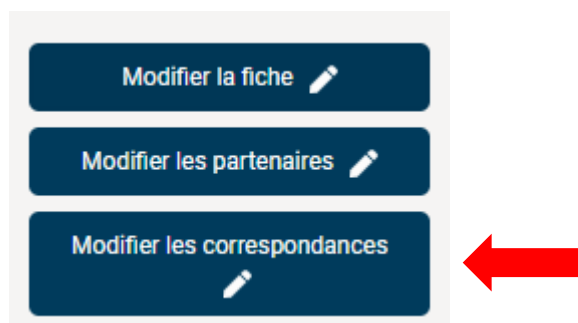 Modifier la fiche
Modifier les partenaires
Modifier les correspondances